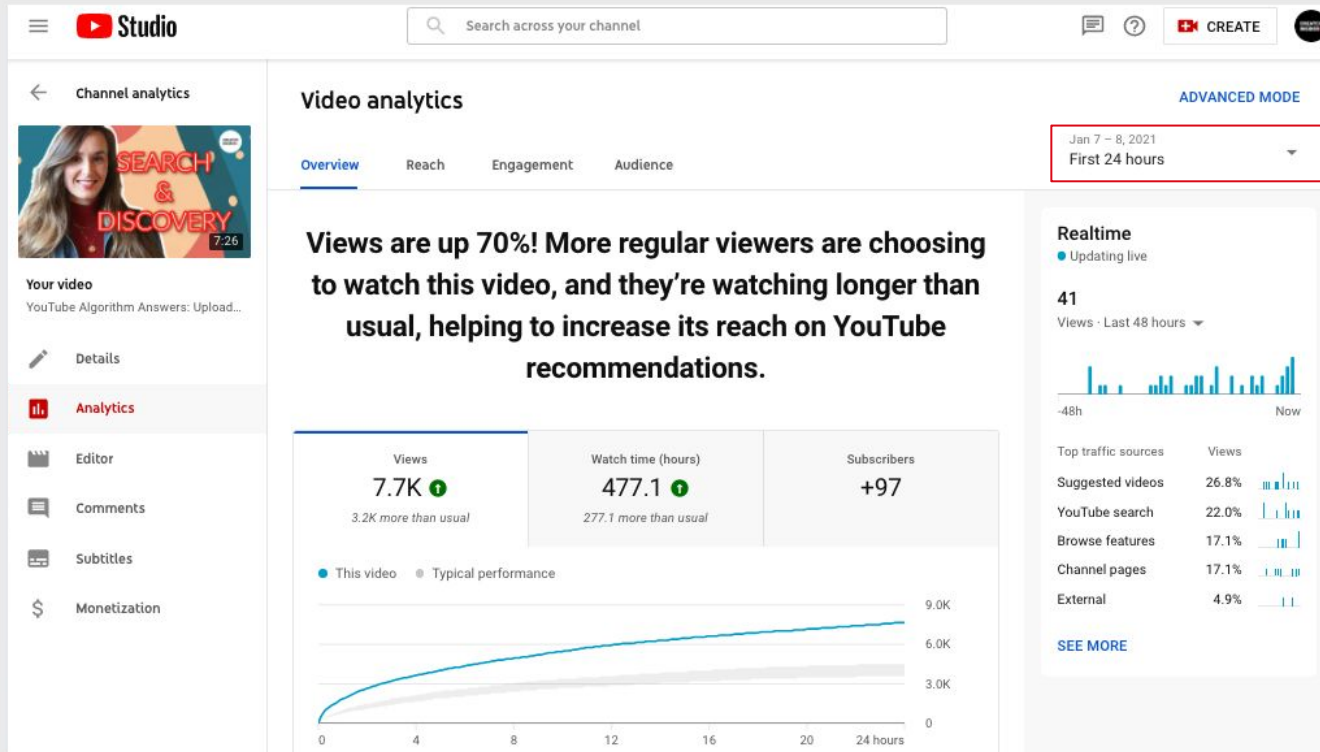 Studio
Search across your channel
CREATE
Channel analytics
SEARCH
&
DISCOVERY
7:26
Your video
YouTube Algorithm Answers: Upload...
Details
Analytics
Editor
Comments
Subtitles
Monetization
Video analytics
ADVANCED MODE
Overview
Reach
Engagement
Audience
Jan 7 – 8, 2021
First 24 hours
Views are up 70%! More regular viewers are choosing
to watch this video, and they’re watching longer than
usual, helping to increase its reach on YouTube
recommendations.
Views
7.7K
3.2K more than usual
Watch time (hours)
477.1
277.1 more than usual
Subscribers
+97
This video
Typical performance
9.0K
6.0K
3.0K
0
0
4
8
12
16
20
24 hours
Realtime
Updating live
41
Views · Last 48 hours
-48h
Now
Top traffic sources Views
Suggested videos 26.8%
YouTube search 22.0%
Browse features 17.1%
Channel pages 17.1%
External 4.9%
SEE MORE